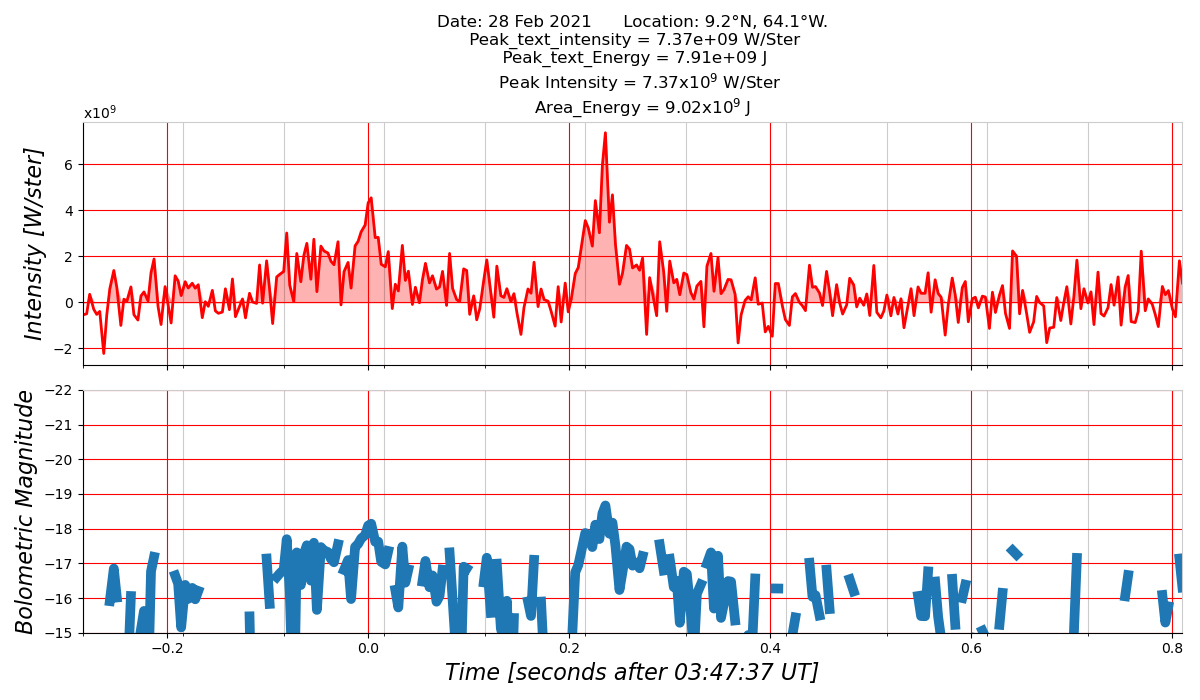 Date: 28 Feb 2021      Location: 9.2°N, 64.1°W.
Peak_text_intensity = 7.37e+09 W/Ster
Peak_text_Energy = 7.91e+09 J
Peak Intensity = 7.37x10⁹ W/Ster
Area_Energy = 9.02x10⁹ J
x10⁹
Intensity [W/ster]
6
4
2
0
−2
Bolometric Magnitude
−22
−21
−20
−19
−18
−17
−16
−15
−0.2 0.0 0.2 0.4 0.6 0.8
Time [seconds after 03:47:37 UT]